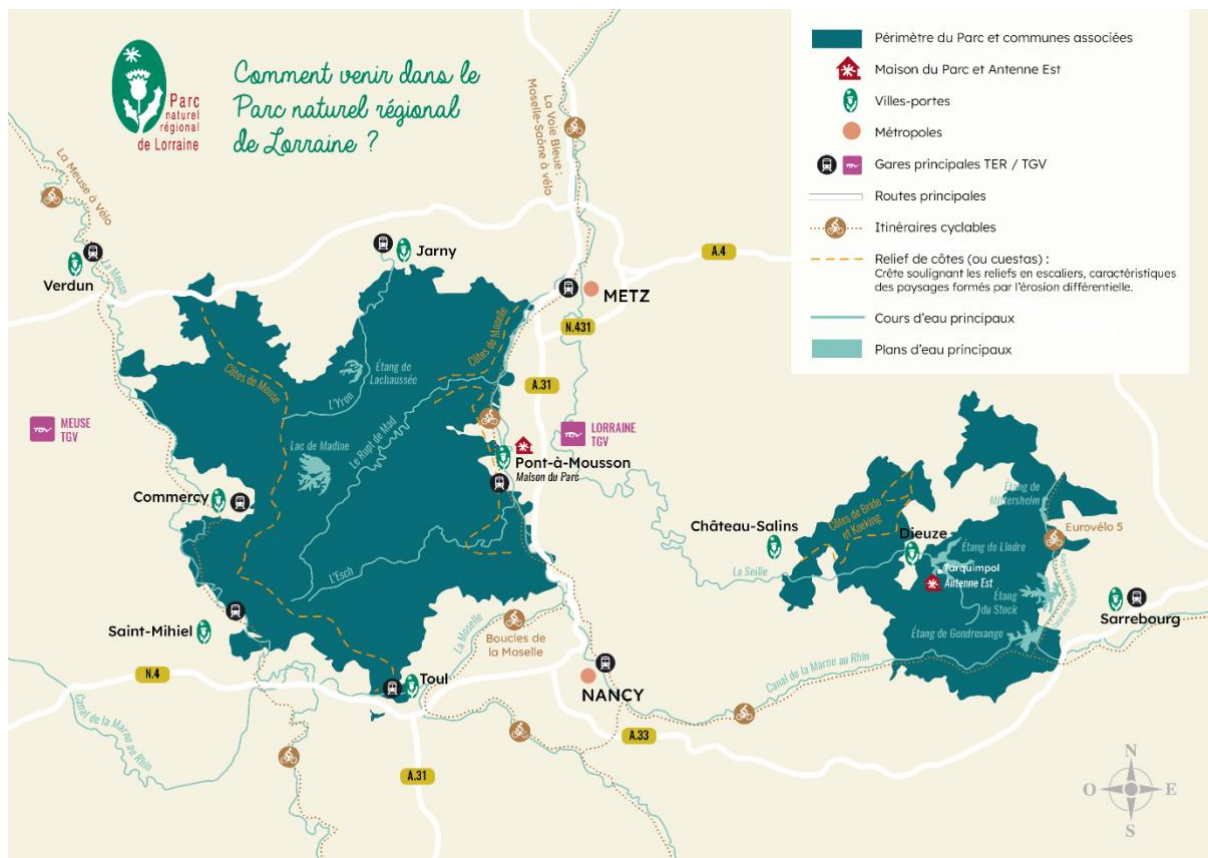 Parc
naturel
régional
de Lorraine
Comment venir dans le
Parc naturel régional
de Lorraine ?
Périmètre du Parc et communes associées
Maison du Parc et Antenne Est
Villes-portes
Métropoles
TGV
Gares principales TER / TGV
Routes principales
Itinéraires cyclables
Relief de côtes (ou cuestas) :
Crête soulignant les reliefs en escaliers, caractéristiques
des paysages formés par l'érosion différentielle.
Cours d'eau principaux
Plans d'eau principaux
La Meuse à Vélo
La Voie Bleue :
Moselle-Saône à vélo
Verdun
La Meuse
Jarny
METZ
A.4
N.431
A.31
Côtes de Meuse
Côtes de Moselle
Étang de
Lachaussée
L'Yron
Le Rupt de Mad
Lac de Madine
TGV
MEUSE
TGV
TGV
LORRAINE
TGV
Pont-à-Mousson
Maison du Parc
Commercy
L'Esch
Saint-Mihiel
Toul
La Moselle
Boucles de
la Moselle
NANCY
N.4
Canal de la Marne au Rhin
A.31
A.33
Canal de la Marne au Rhin
Château-Salins
La Seille
Côtes de Bride
et Koeking
Dieuze
Étang de
Mittersheim
Eurovélo 5
Étang de Lindre
Tarquimpol
Antenne Est
Étang
du Stock
Étang de Gondrexange
Sarrebourg
N
O
E
S